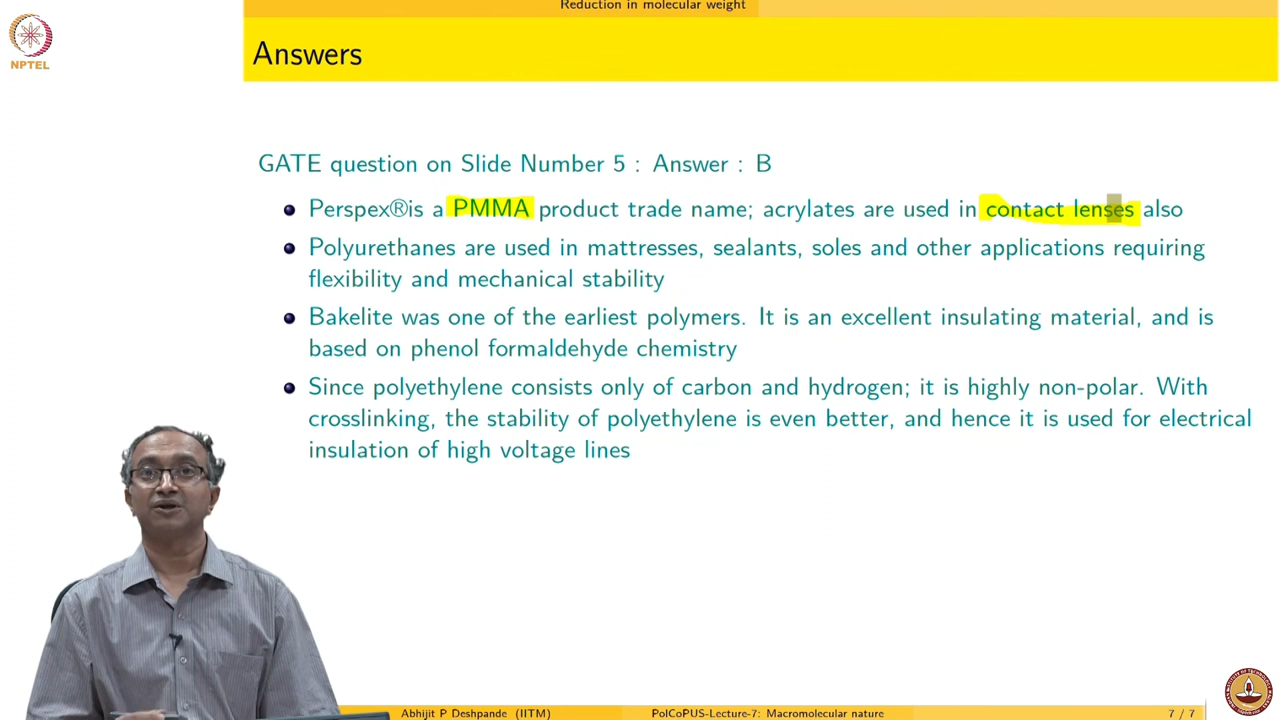 Reduction in molecular weight
NPTEL
Answers
GATE question on Slide Number 5 : Answer : B
Perspex®is a PMMA product trade name; acrylates are used in contact lenses also
Polyurethanes are used in mattresses, sealants, soles and other applications requiring
flexibility and mechanical stability
Bakelite was one of the earliest polymers. It is an excellent insulating material, and is
based on phenol formaldehyde chemistry
Since polyethylene consists only of carbon and hydrogen; it is highly non-polar. With
crosslinking, the stability of polyethylene is even better, and hence it is used for electrical
insulation of high voltage lines
Abhijit P Deshpande (IITM) PolCoPUS-Lecture-7: Macromolecular nature 7 / 7